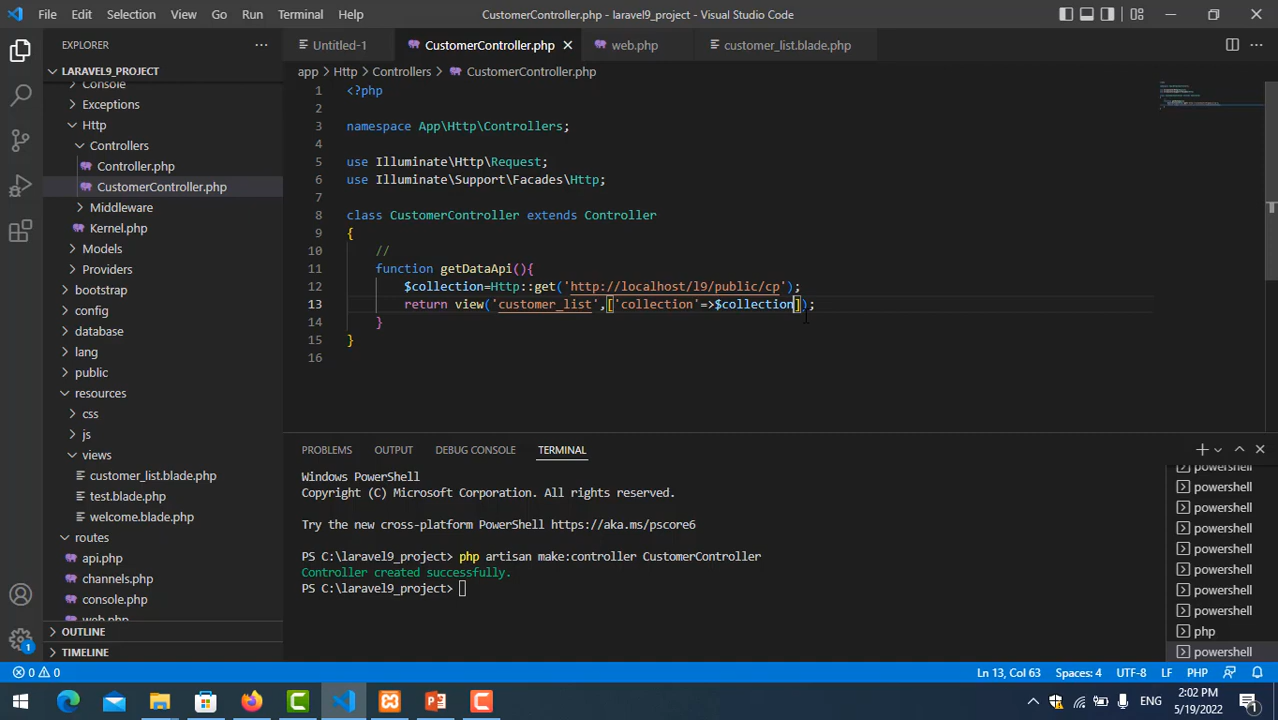 File Edit Selection View Go Run Terminal Help CustomerController.php - laravel9_project - Visual Studio Code
EXPLORER
Untitled-1 CustomerController.php web.php customer_list.blade.php
LARAVEL9_PROJECT
Console
Exceptions
Http
Controllers
Controller.php
CustomerController.php
Middleware
Kernel.php
Models
Providers
bootstrap
config
database
lang
public
resources
css
js
views
customer_list.blade.php
test.blade.php
welcome.blade.php
routes
api.php
channels.php
console.php
web.php
OUTLINE
TIMELINE
app > Http > Controllers > CustomerController.php
1 <?php
2
3 namespace App\Http\Controllers;
4
5 use Illuminate\Http\Request;
6 use Illuminate\Support\Facades\Http;
7
8 class CustomerController extends Controller
9 {
10 //
11 function getDataApi(){
12 $collection=Http::get('http://localhost/l9/public/cp');
13 return view('customer_list',['collection'=>$collection]);
14 }
15 }
16
PROBLEMS OUTPUT DEBUG CONSOLE TERMINAL
Windows PowerShell
Copyright (C) Microsoft Corporation. All rights reserved.
Try the new cross-platform PowerShell https://aka.ms/pscore6
PS C:\laravel9_project> php artisan make:controller CustomerController
Controller created successfully.
PS C:\laravel9_project>
powershell
powershell
powershell
powershell
powershell
powershell
powershell
powershell
php
powershell
1
0 0 Ln 13, Col 63 Spaces: 4 UTF-8 LF PHP
ENG 2:02 PM
5/19/2022
1